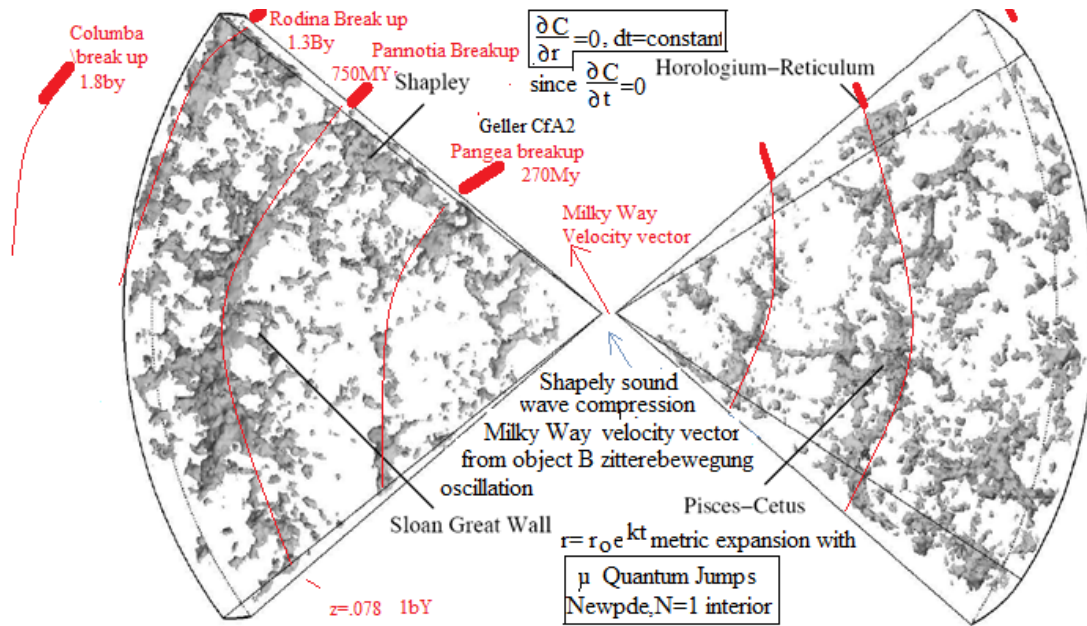 Columba
break up
1.8by
Rodina Break up
1.3By
Pannotia Breakup
750MY
Shapley
∂C/∂r =0, dt=constant
since ∂C/∂t =0
Horologium–Reticulum
Geller CfA2
Pangea breakup
270My
Milky Way
Velocity vector
Shapely sound
wave compression
Milky Way velocity vector
from object B zitterebewegung
oscillation
Sloan Great Wall
Pisces–Cetus
r= rₒe^kt metric expansion with
μ Quantum Jumps
Newpde,N=1 interior
z=.078 1bY